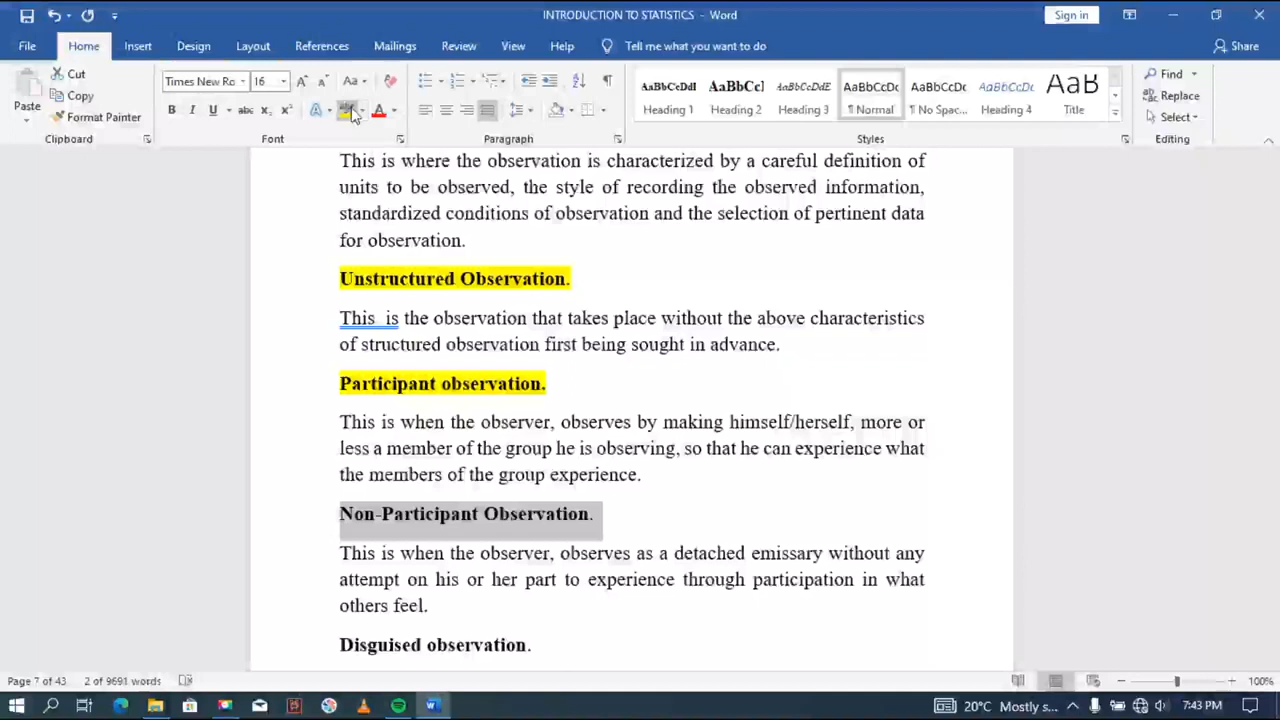 INTRODUCTION TO STATISTICS - Word
Sign in
File Home Insert Design Layout References Mailings Review View Help Tell me what you want to do Share
Paste
Cut
Copy
Format Painter
Clipboard
Times New Ro
16
Aa
B I U abc x₂ x² A A
Font
Paragraph
AaBbCcDdI AaBbCcI AaBbCcDdE AaBbCcDc AaBbCcDc AaBbCcDc AaB
Heading 1 Heading 2 Heading 3 ¶ Normal ¶ No Spac... Heading 4 Title
Styles
Find
Replace
Select
Editing
This is where the observation is characterized by a careful definition of
units to be observed, the style of recording the observed information,
standardized conditions of observation and the selection of pertinent data
for observation.
Unstructured Observation.
This is the observation that takes place without the above characteristics
of structured observation first being sought in advance.
Participant observation.
This is when the observer, observes by making himself/herself, more or
less a member of the group he is observing, so that he can experience what
the members of the group experience.
Non-Participant Observation.
This is when the observer, observes as a detached emissary without any
attempt on his or her part to experience through participation in what
others feel.
Disguised observation.
Page 7 of 43 2 of 9691 words
100%
20°C Mostly s...
7:43 PM